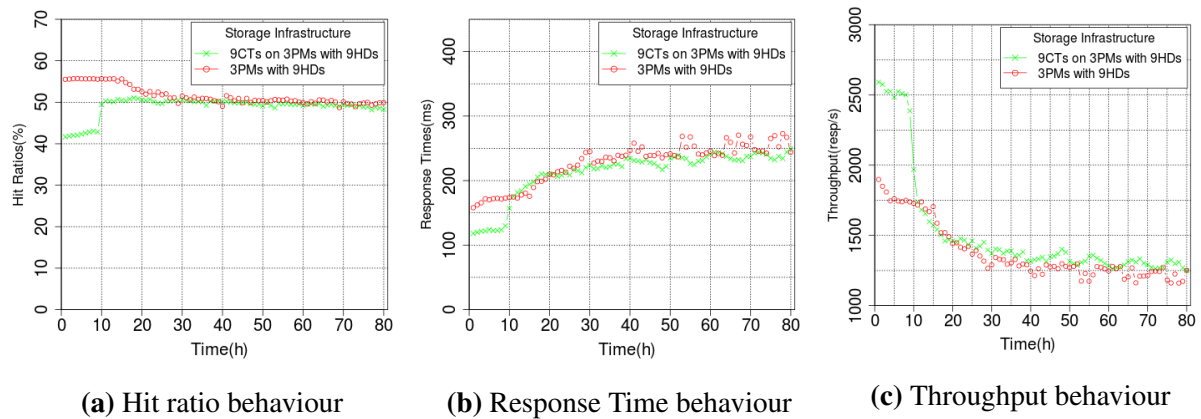 Storage Infrastructure
9CTs on 3PMs with 9HDs
3PMs with 9HDs
Hit Ratios(%)
70
60
50
40
30
20
10
0
0 10 20 30 40 50 60 70 80
Time(h)
(a) Hit ratio behaviour
Storage Infrastructure
9CTs on 3PMs with 9HDs
3PMs with 9HDs
Response Times(ms)
400
300
200
100
0
0 10 20 30 40 50 60 70 80
Time(h)
(b) Response Time behaviour
Storage Infrastructure
9CTs on 3PMs with 9HDs
3PMs with 9HDs
Throughput(resp/s)
3000
2500
2000
1500
1000
0 10 20 30 40 50 60 70 80
Time(h)
(c) Throughput behaviour